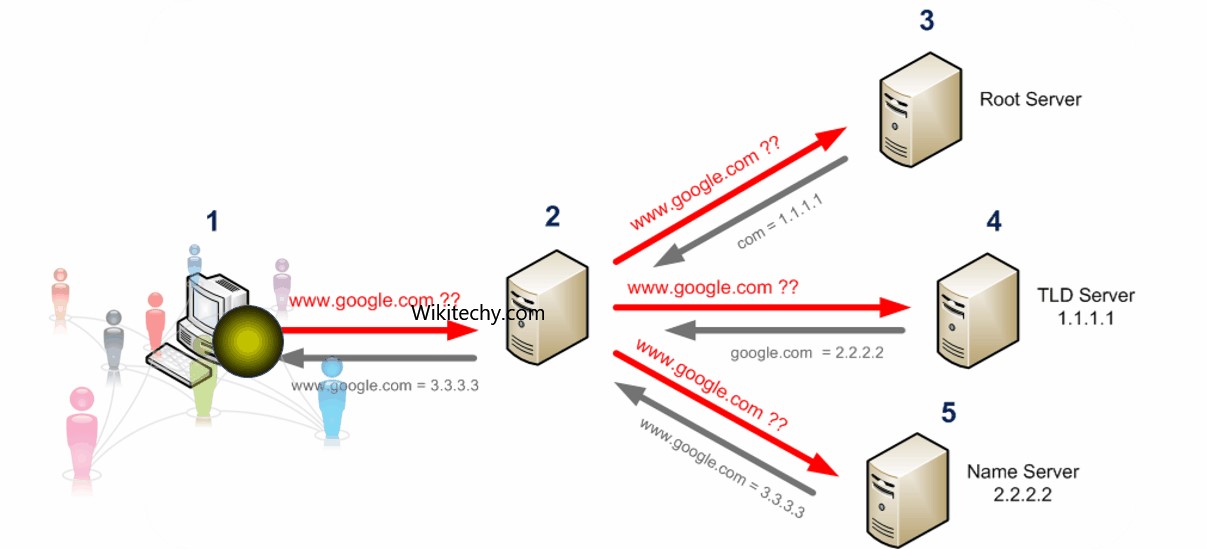 3
Root Server
www.google.com ??
com = 1.1.1.1
1
2
4
www.google.com ??
www.google.com ??
Wikitechy.com
TLD Server
1.1.1.1
google.com = 2.2.2.2
www.google.com = 3.3.3.3
www.google.com ??
5
www.google.com = 3.3.3.3
Name Server
2.2.2.2